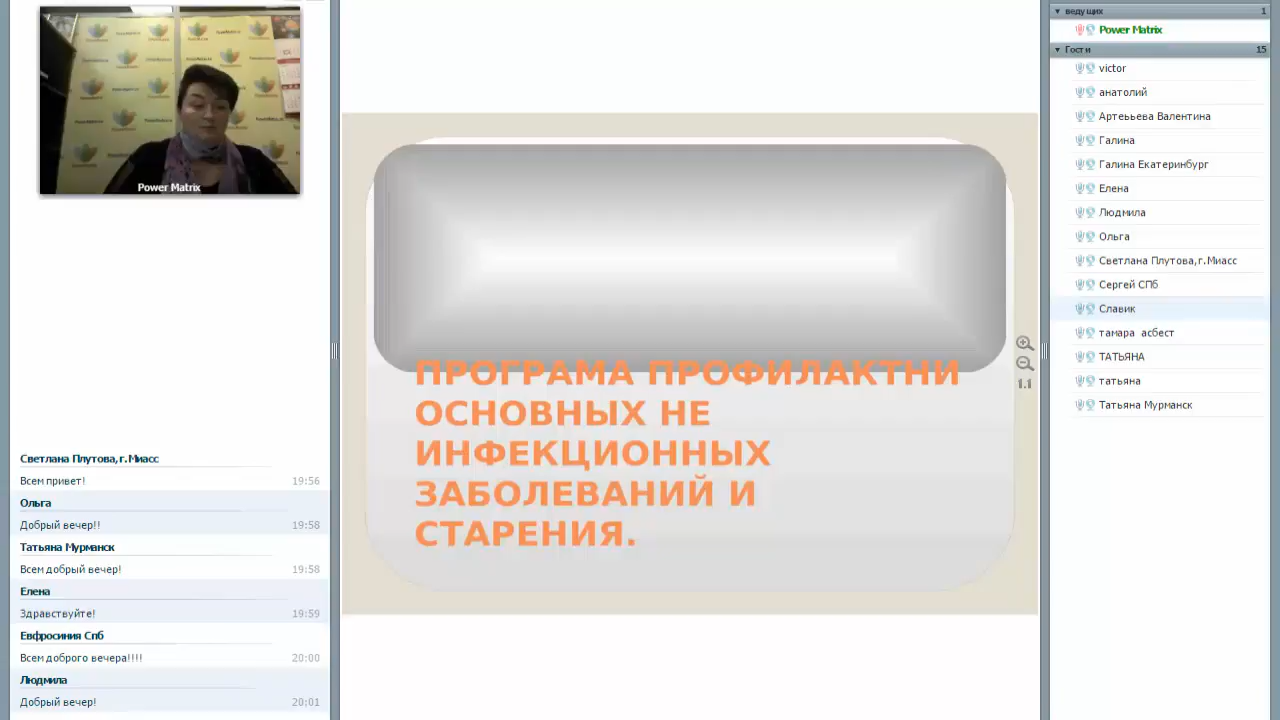 Power Matrix
ПРОГРАМА ПРОФИЛАКТНИ
ОСНОВНЫХ НЕ
ИНФЕКЦИОННЫХ
ЗАБОЛЕВАНИЙ И
СТАРЕНИЯ.
1.1
Светлана Плутова,г.Миасс
Всем привет! 19:56
Ольга
Добрый вечер!! 19:58
Татьяна Мурманск
Всем добрый вечер! 19:58
Елена
Здравствуйте! 19:59
Евфросиния Спб
Всем доброго вечера!!!! 20:00
Людмила
Добрый вечер! 20:01
ведущих 1
Power Matrix
Гости 15
victor
анатолий
Артеььева Валентина
Галина
Галина Екатеринбург
Елена
Людмила
Ольга
Светлана Плутова,г.Миасс
Сергей СПб
Славик
тамара асбест
ТАТЬЯНА
татьяна
Татьяна Мурманск